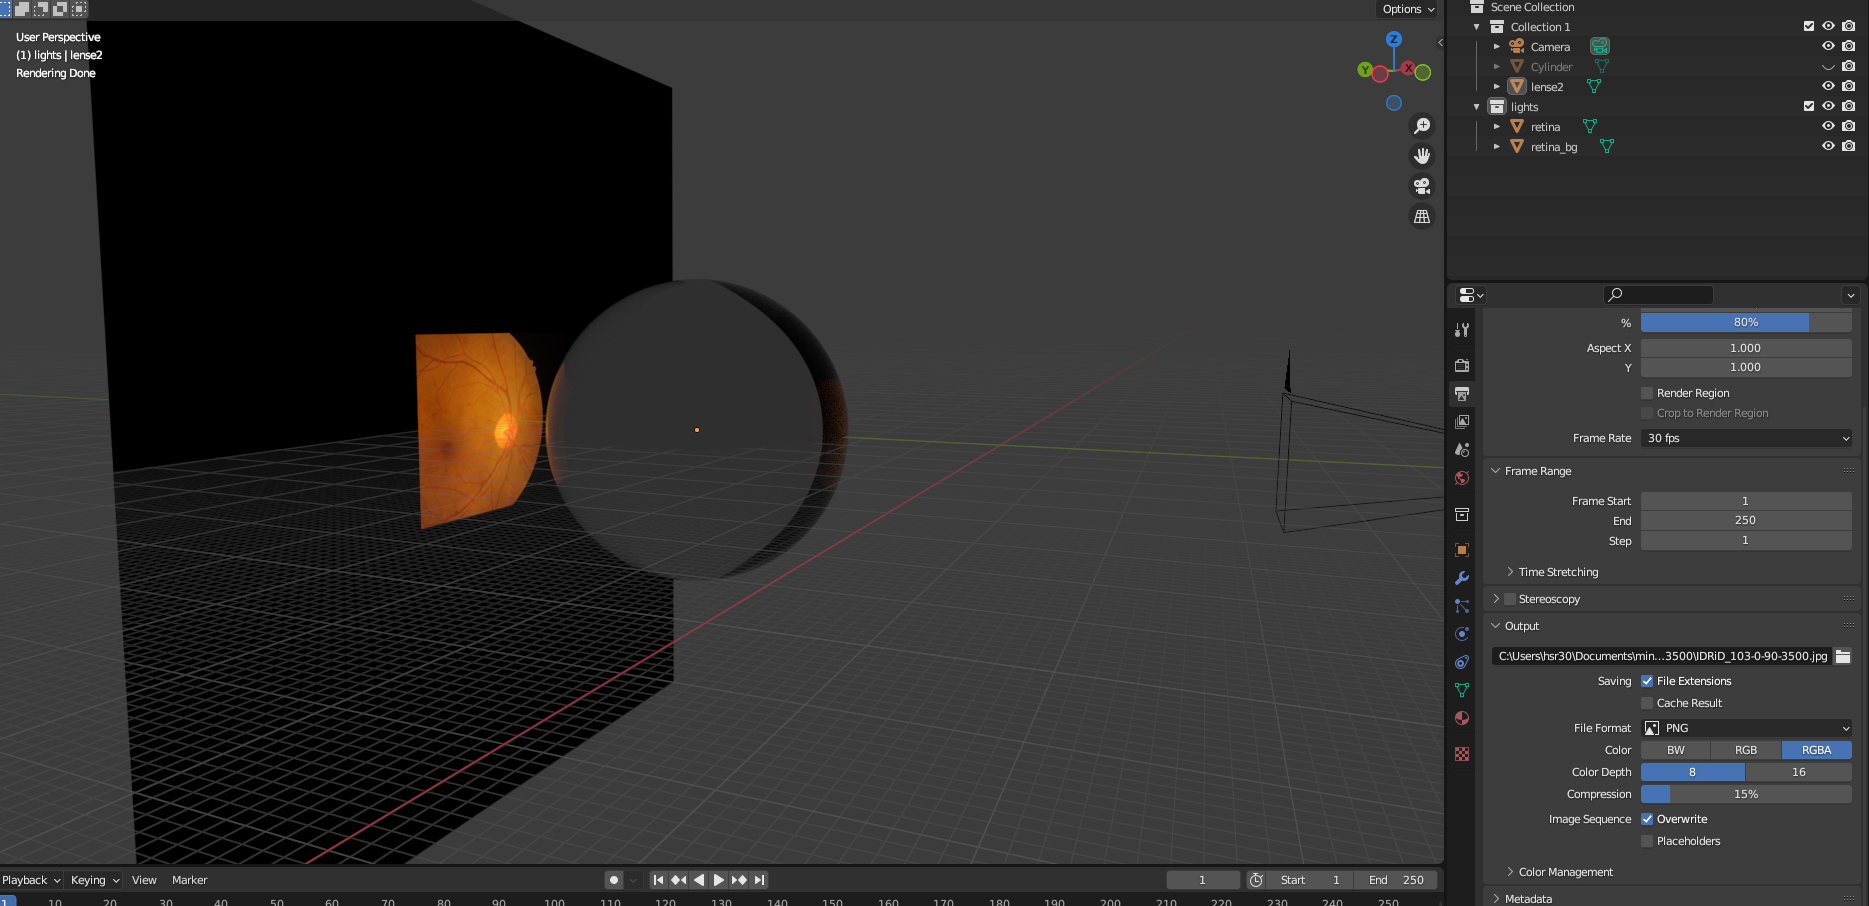 Options
User Perspective
(1) lights | lense2
Rendering Done
Z
Y
X
Scene Collection
Collection 1
Camera
Cylinder
lense2
lights
retina
retina_bg
% 80%
Aspect X 1.000
Y 1.000
Render Region
Crop to Render Region
Frame Rate 30 fps
Frame Range
Frame Start 1
End 250
Step 1
Time Stretching
Stereoscopy
Output
C:\Users\hsr30\Documents\min...3500\IDRiD_103-0-90-3500.jpg
Saving File Extensions
Cache Result
File Format PNG
Color BW RGB RGBA
Color Depth 8 16
Compression 15%
Image Sequence Overwrite
Placeholders
Color Management
Metadata
Playback Keying View Marker 1 Start 1 End 250
1 10 20 30 40 50 60 70 80 90 100 110 120 130 140 150 160 170 180 190 200 210 220 230 240 250